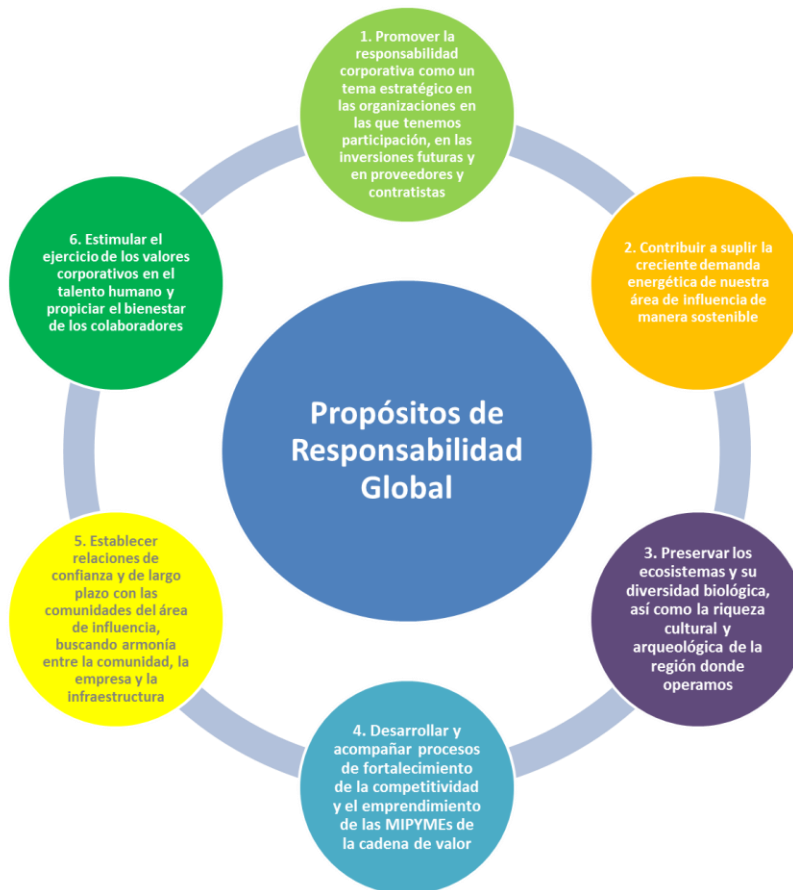 1. Promover la
responsabilidad
corporativa como un
tema estratégico en
las organizaciones en
las que tenemos
participación, en las
inversiones futuras y
en proveedores y
contratistas
2. Contribuir a suplir la
creciente demanda
energética de nuestra
área de influencia de
manera sostenible
3. Preservar los
ecosistemas y su
diversidad biológica,
así como la riqueza
cultural y
arqueológica de la
región donde
operamos
4. Desarrollar y
acompañar procesos
de fortalecimiento
de la competitividad
y el emprendimiento
de las MIPYMEs de
la cadena de valor
5. Establecer
relaciones de
confianza y de largo
plazo con las
comunidades del área
de influencia,
buscando armonía
entre la comunidad, la
empresa y la
infraestructura
6. Estimular el
ejercicio de los valores
corporativos en el
talento humano y
propiciar el bienestar
de los colaboradores
Propósitos de
Responsabilidad
Global